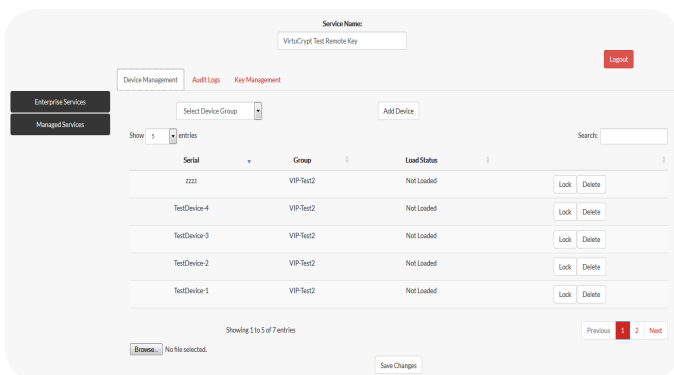 Service Name:
VirtuCrypt Test Remote Key
Logout
Device Management Audit Logs Key Management
Enterprise Services
Managed Services
Select Device Group Add Device
Show 5 entries Search:
Serial Group Load Status
zzzz VIP-Test2 Not Loaded Lock Delete
TestDevice-4 VIP-Test2 Not Loaded Lock Delete
TestDevice-3 VIP-Test2 Not Loaded Lock Delete
TestDevice-2 VIP-Test2 Not Loaded Lock Delete
TestDevice-1 VIP-Test2 Not Loaded Lock Delete
Showing 1 to 5 of 7 entries Previous 1 2 Next
Browse... No file selected.
Save Changes